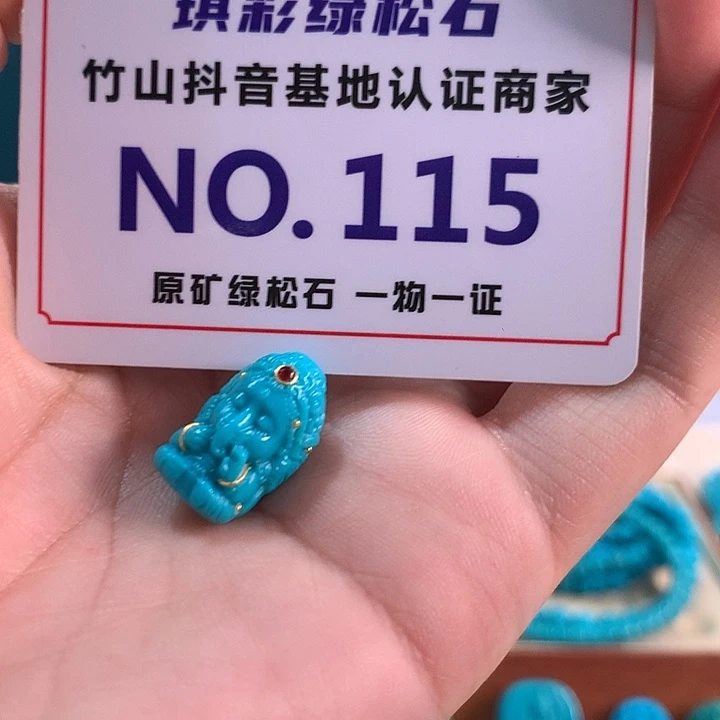 琪彩绿松石
竹山抖音基地认证商家
NO.115
原矿绿松石 一物一证